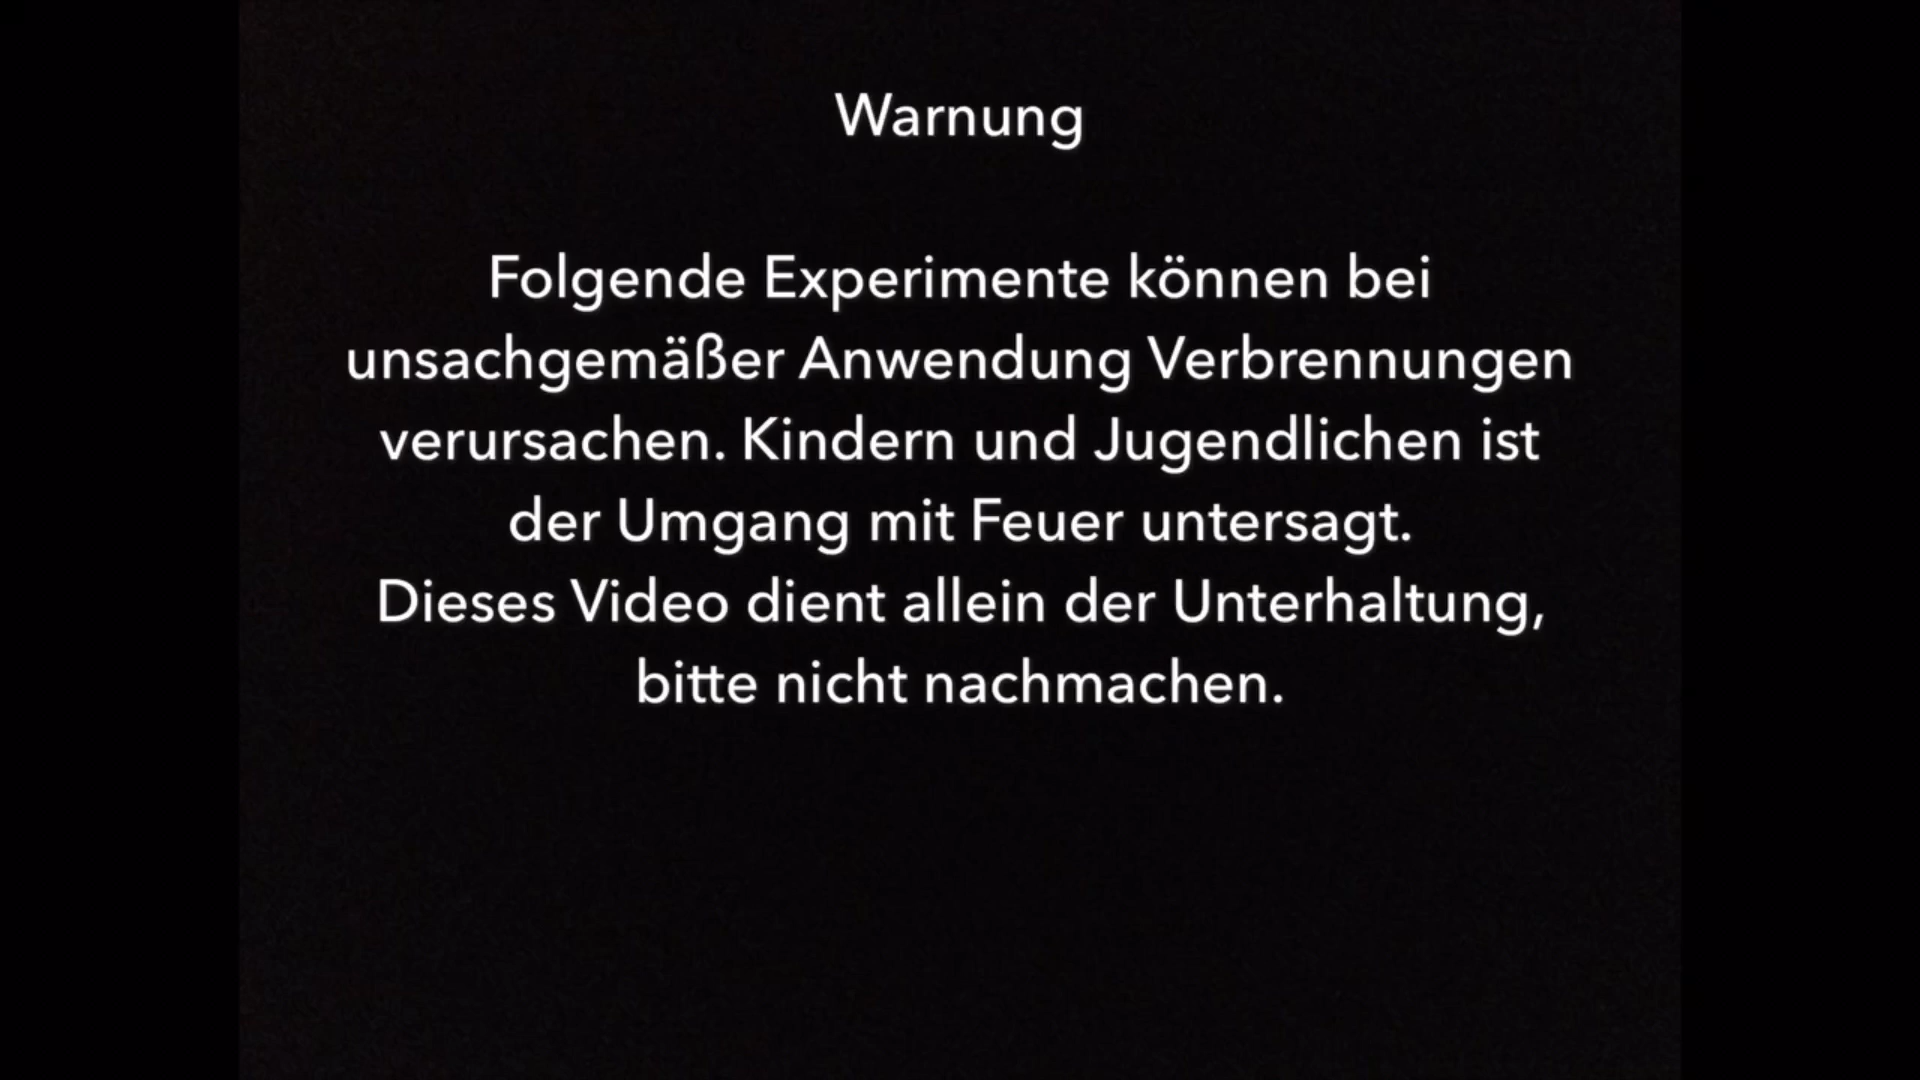 Warnung
Folgende Experimente können bei
unsachgemäßer Anwendung Verbrennungen
verursachen. Kindern und Jugendlichen ist
der Umgang mit Feuer untersagt.
Dieses Video dient allein der Unterhaltung,
bitte nicht nachmachen.